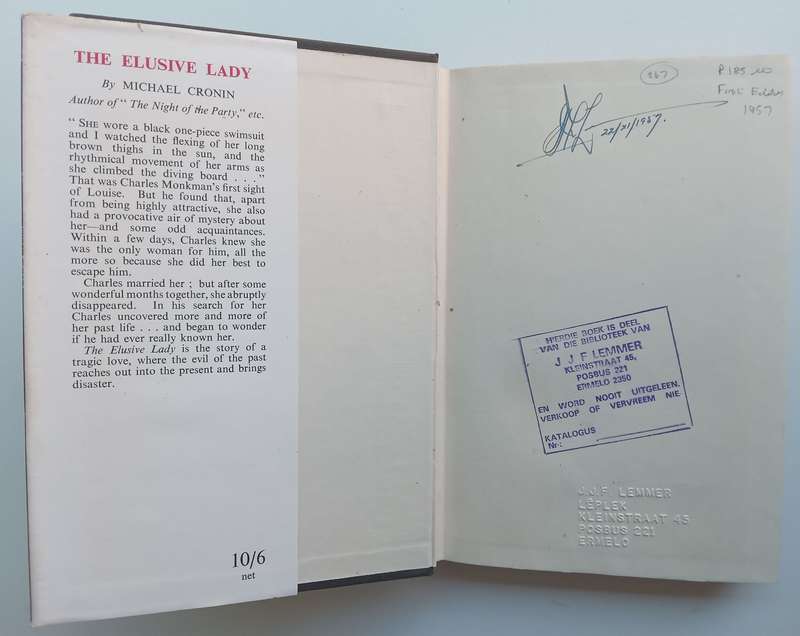 THE ELUSIVE LADY
By MICHAEL CRONIN
Author of " The Night of the Party," etc.
" SHE wore a black one-piece swimsuit
and I watched the flexing of her long
brown thighs in the sun, and the
rhythmical movement of her arms as
she climbed the diving board . . ."
That was Charles Monkman's first sight
of Louise. But he found that, apart
from being highly attractive, she also
had a provocative air of mystery about
her—and some odd acquaintances.
Within a few days, Charles knew she
was the only woman for him, all the
more so because she did her best to
escape him.
Charles married her ; but after some
wonderful months together, she abruptly
disappeared. In his search for her
Charles uncovered more and more of
her past life . . . and began to wonder
if he had ever really known her.
The Elusive Lady is the story of a
tragic love, where the evil of the past
reaches out into the present and brings
disaster.
10/6
net
567
R185
First Edition
1957
22/XI/1957.
HIERDIE BOEK IS DEEL
VAN DIE BIBLIOTEEK VAN
J J F LEMMER
KLEINSTRAAT 45,
POSBUS 221
ERMELO 2350
EN WORD NOOIT UITGELEEN,
VERKOOP OF VERVREEM NIE.
KATALOGUS
Nr-:
J.J.F. LEMMER
LEPLEK
KLEINSTRAAT 45
POSBUS 221
ERMELO